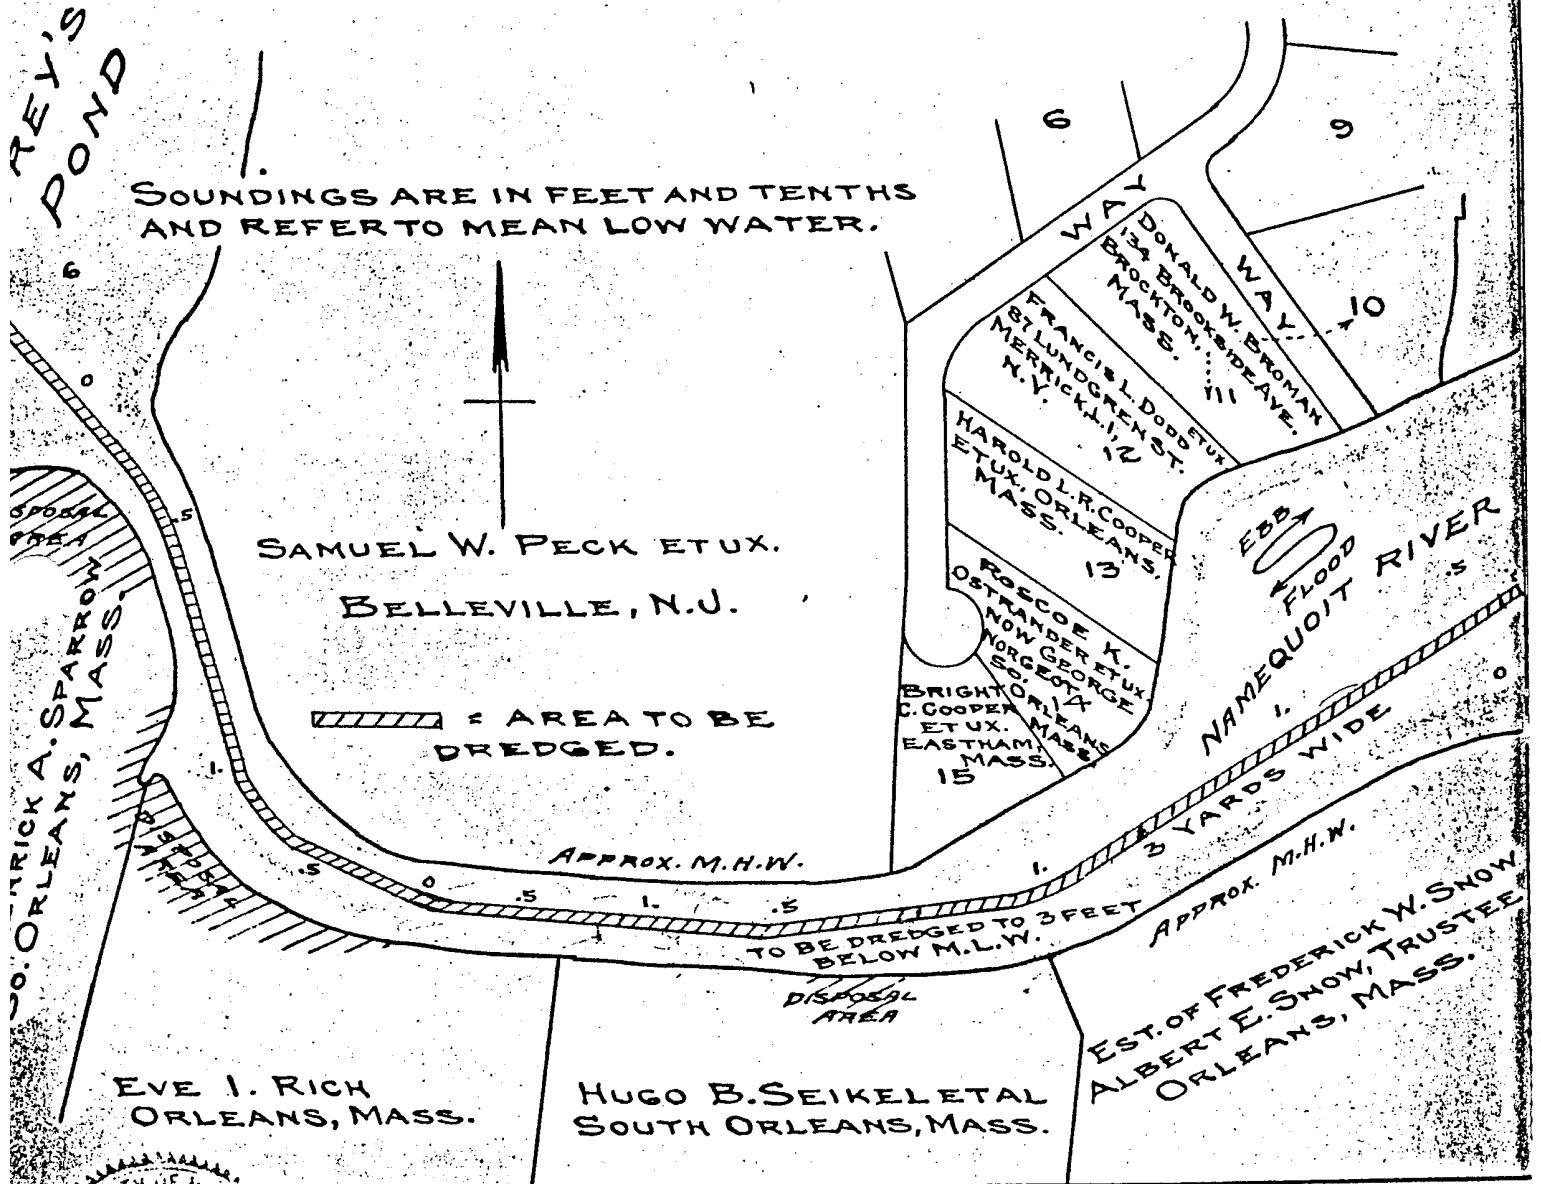 REY'S
POND
SOUNDINGS ARE IN FEET AND TENTHS
AND REFER TO MEAN LOW WATER.
6
6
9
WAY
WAY
10
DONALD W. BROMAN
134 BROOKSIDE AVE.
BROCKTON,
MASS.
11
FRANCIS L. DODD ET UX
87 LUNDGREN ST.
MERRICK, L.I.,
N.Y.
12
HAROLD L.R. COOPER
ET UX, ORLEANS.
MASS.
13
ROSCOE K.
OSTRANDER ET UX.
NOW GEORGE
NORGEOT
SO. ORLEANS
MASS.
14
BRIGHT
C. COOPER
ET UX.
EASTHAM,
MASS.
15
SAMUEL W. PECK ET UX.
BELLEVILLE, N.J.
= AREA TO BE
DREDGED.
EBB
FLOOD
NAMEQUOIT RIVER
.5
0
1.
3 YARDS WIDE
0
.5
1.
.5
0
.5
1.
.5
1.
SPOSAL
AREA
RRICK A. SPARROW
SO. ORLEANS, MASS.
DISPOSAL
AREA
APPROX. M.H.W.
TO BE DREDGED TO 3 FEET
BELOW M.L.W.
APPROX. M.H.W.
DISPOSAL
AREA
EVE I. RICH
ORLEANS, MASS.
HUGO B. SEIKEL ET AL
SOUTH ORLEANS, MASS.
EST. OF FREDERICK W. SNOW
ALBERT E. SNOW, TRUSTEE
ORLEANS, MASS.